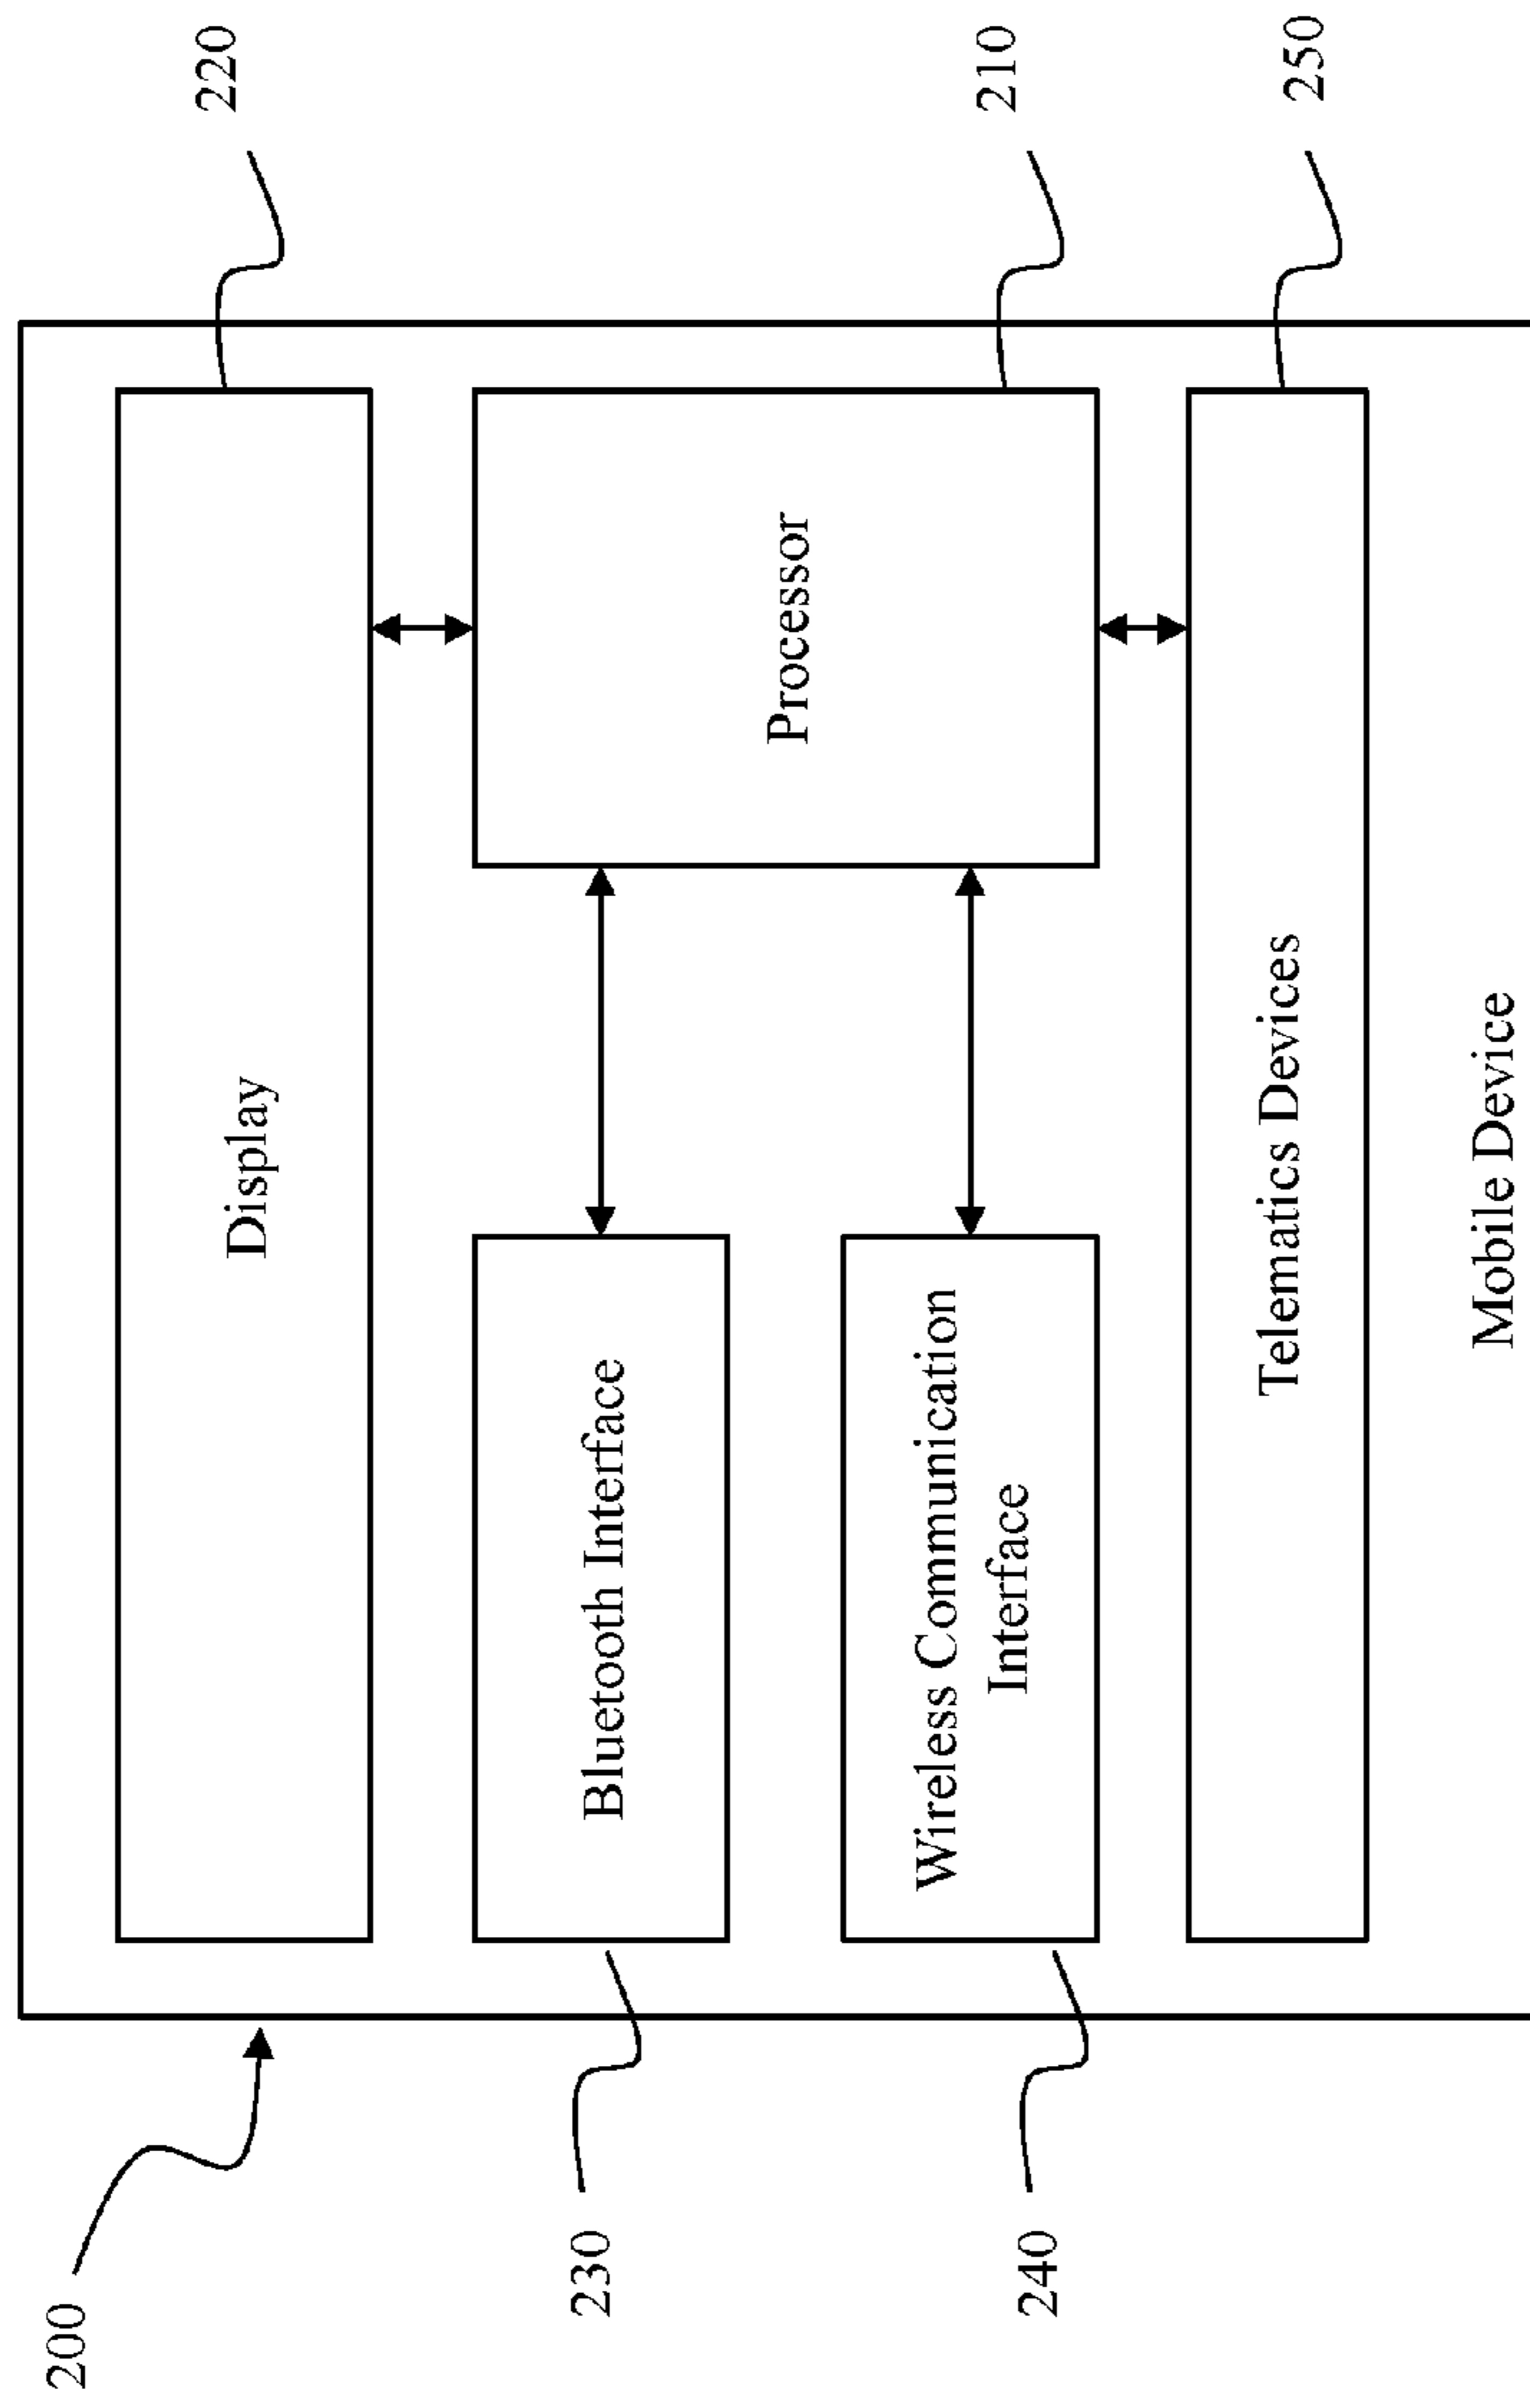 200
Display
220
Bluetooth Interface
230
Processor
210
Wireless Communication
Interface
240
Telematics Devices
250
Mobile Device